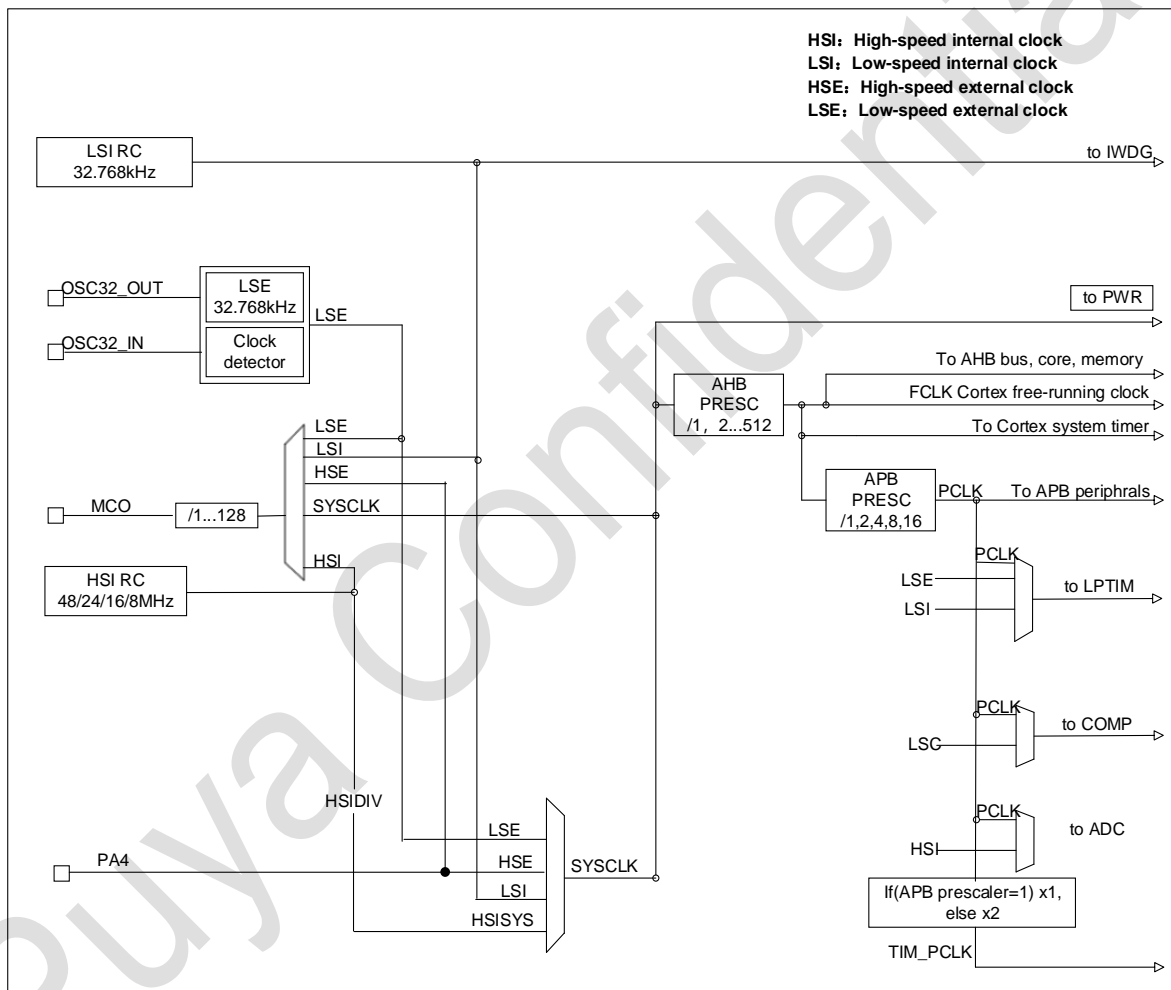 HSI：High-speed internal clock
LSI：Low-speed internal clock
HSE：High-speed external clock
LSE：Low-speed external clock
LSI RC
32.768kHz
to IWDG
OSC32_OUT
LSE
32.768kHz
LSE
OSC32_IN
Clock
detector
to PWR
To AHB bus, core, memory
AHB
PRESC
/1，2...512
FCLK Cortex free-running clock
To Cortex system timer
LSE
LSI
HSE
MCO
/1...128
SYSCLK
HSI
APB
PRESC
/1,2,4,8,16
PCLK
To APB periphrals
HSI RC
48/24/16/8MHz
PCLK
LSE
LSI
to LPTIM
PCLK
LSC
to COMP
HSIDIV
PCLK
HSI
to ADC
PA4
LSE
HSE
LSI
HSISYS
SYSCLK
If(APB prescaler=1) x1,
else x2
TIM_PCLK
Puya Confidential